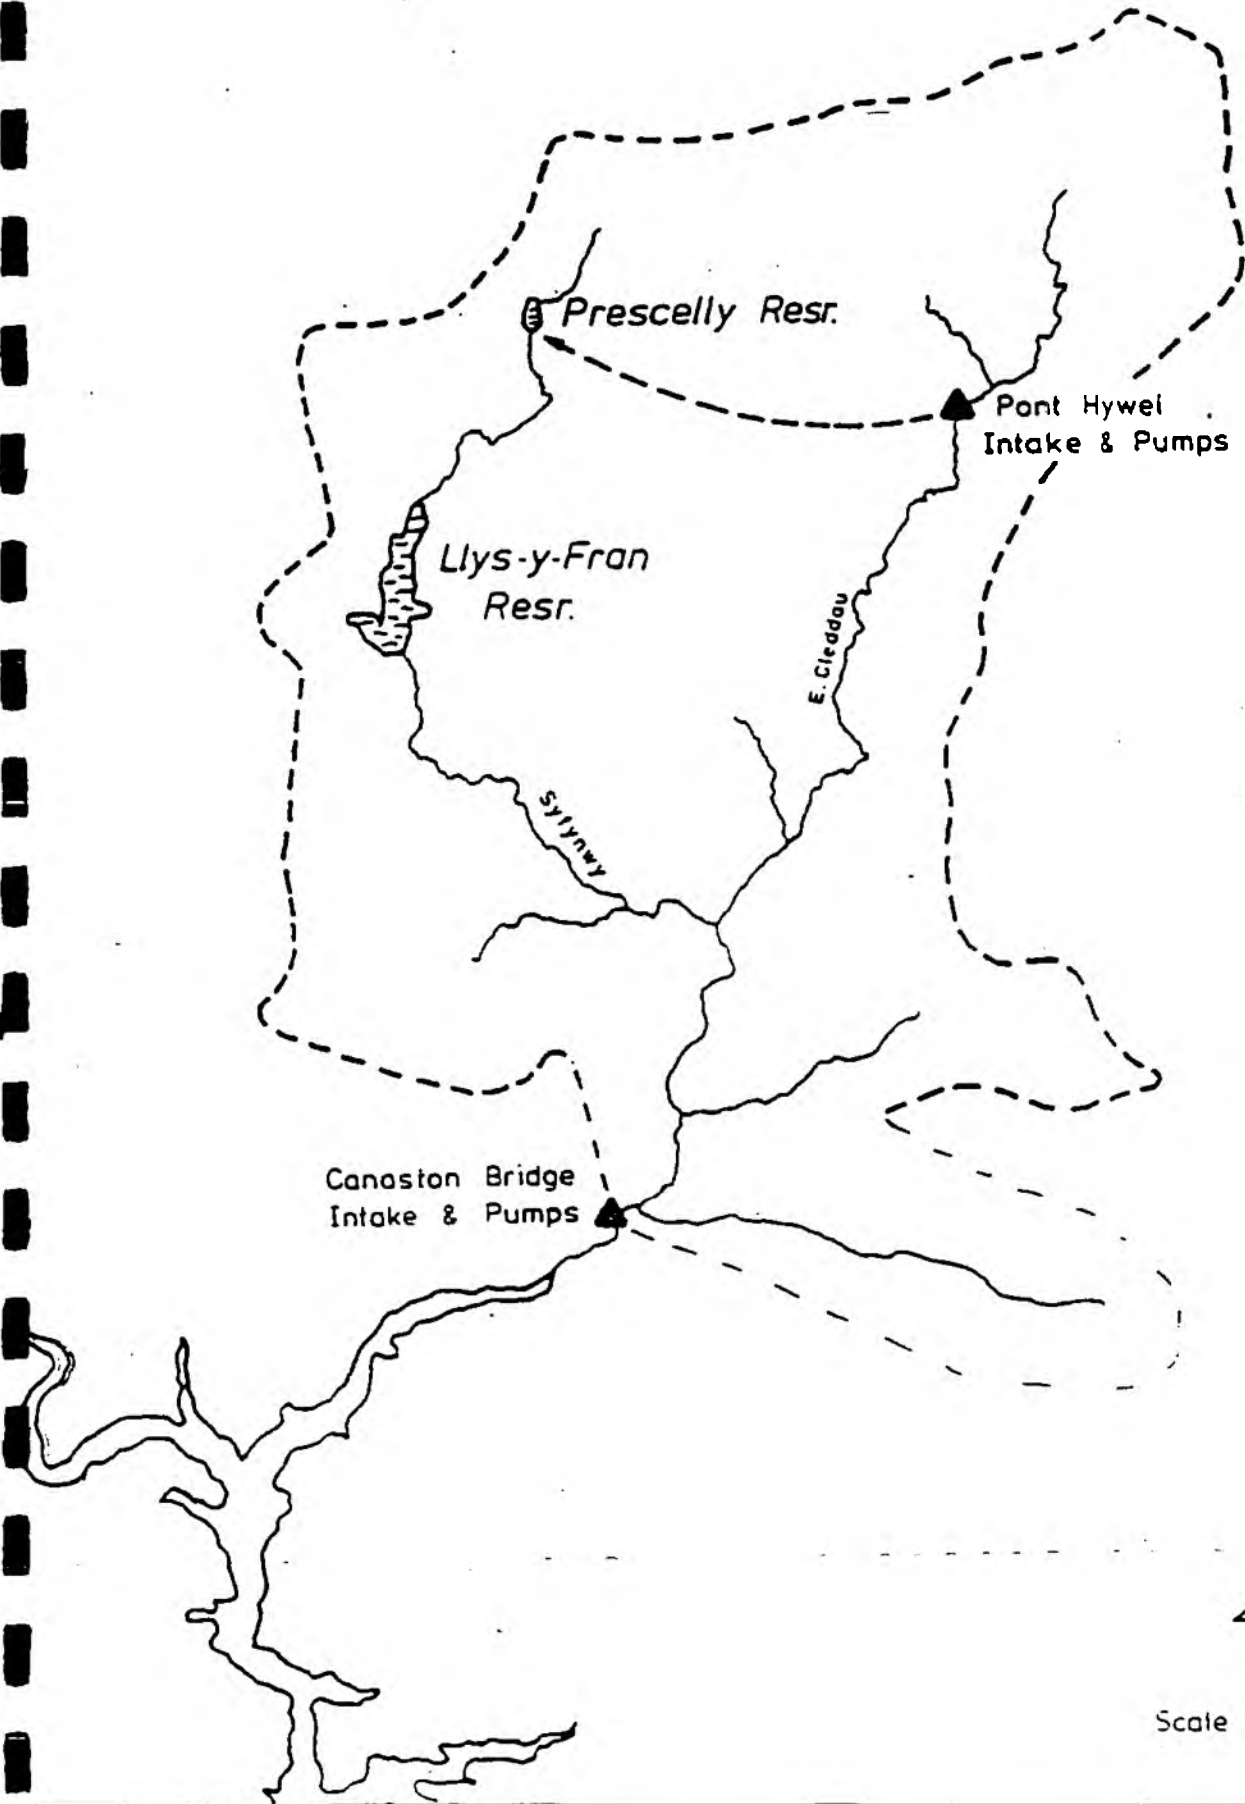 Prescelly Resr.
Pont Hywel
Intake & Pumps
Llys-y-Fran
Resr.
E. Cleddau
Syfynwy
Canaston Bridge
Intake & Pumps
Scale